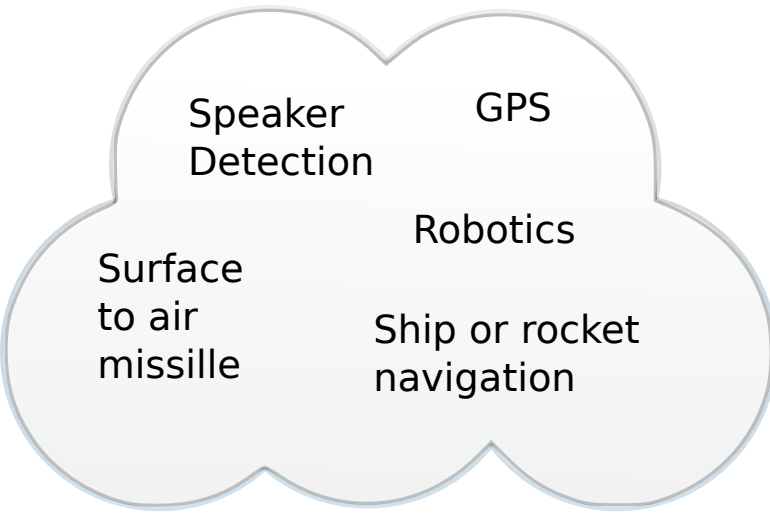 Speaker
Detection
GPS
Robotics
Surface
to air
missille
Ship or rocket
navigation